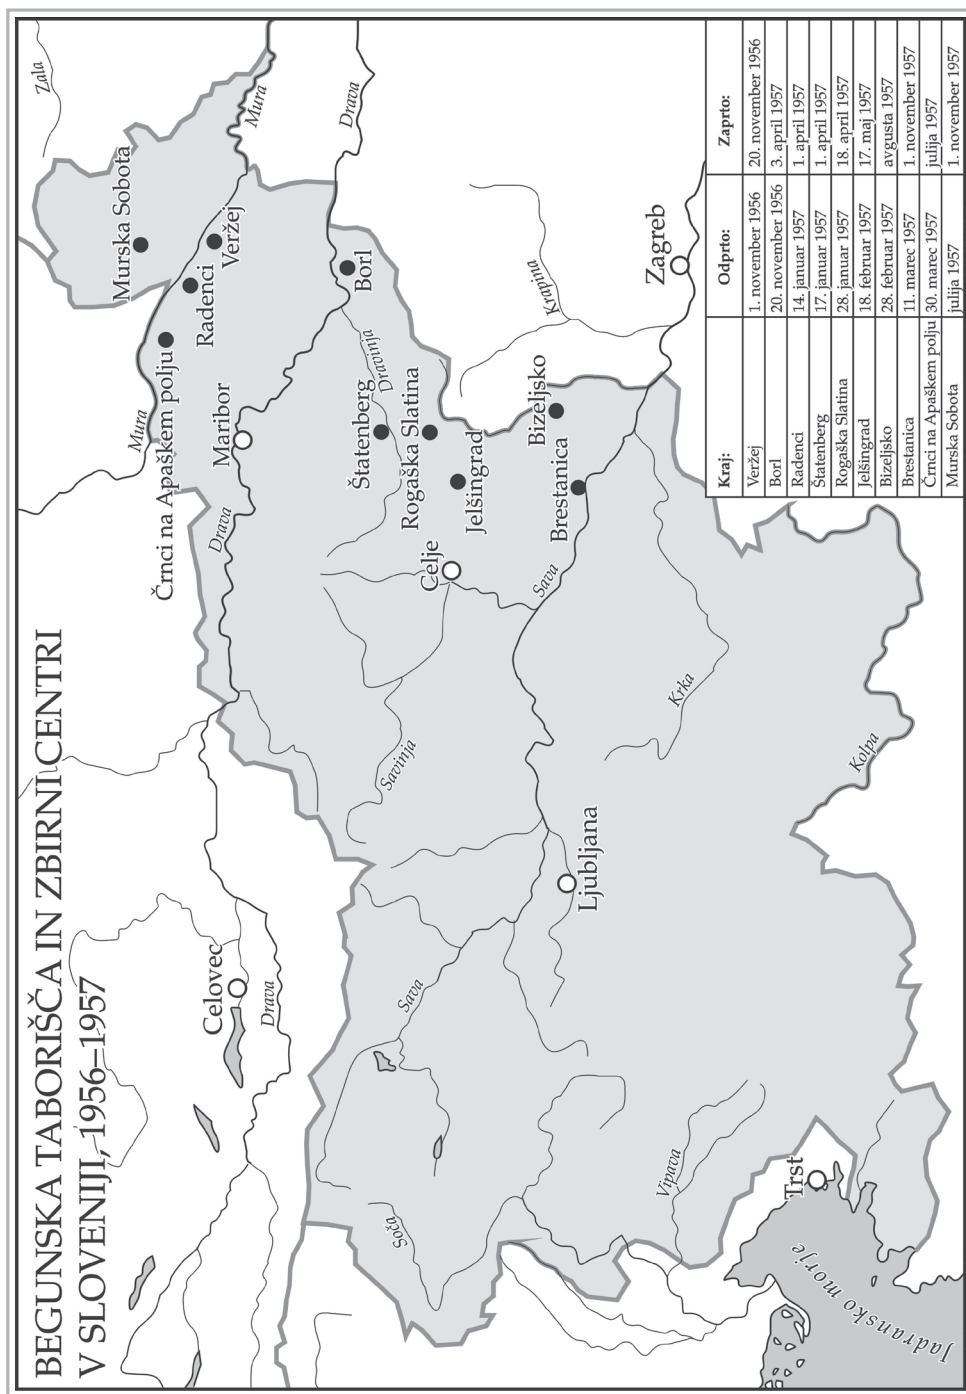 BEGUNSKA TABORIŠČA IN ZBIRNI CENTRI
V SLOVENIJI, 1956–1957
Zala
Mura
Drava
Murska Sobota
Veržej
Radenci
Črnci na Apaškem polju
Mura
Maribor
Drava
Borl
Dravinja
Štatenberg
Rogaška Slatina
Jelšingrad
Celje
Savinja
Krapina
Zagreb
Bizeljsko
Brestanica
Sava
Krka
Kolpa
Celovec
Drava
Ljubljana
Sava
Soča
Vipava
Trst
Jadransko morje
Kraj: Odprto: Zaprto:
Veržej 1. november 1956 20. november 1956
Borl 20. november 1956 3. april 1957
Radenci 14. januar 1957 1. april 1957
Štatenberg 17. januar 1957 1. april 1957
Rogaška Slatina 28. januar 1957 18. april 1957
Jelšingrad 18. februar 1957 17. maj 1957
Bizeljsko 28. februar 1957 avgusta 1957
Brestanica 11. marec 1957 1. november 1957
Črnci na Apaškem polju 30. marec 1957 julija 1957
Murska Sobota julija 1957 1. november 1957